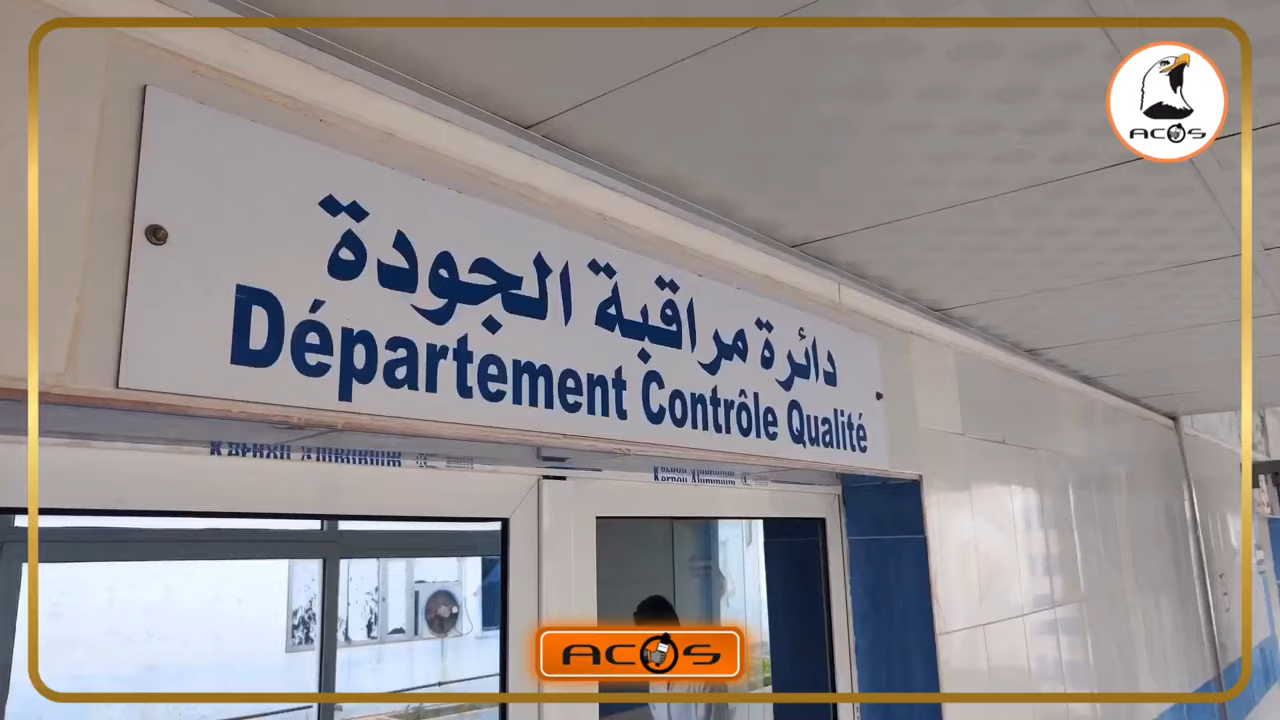 دائرة مراقبة الجودة
Département Contrôle Qualité
ACOS
ACOS